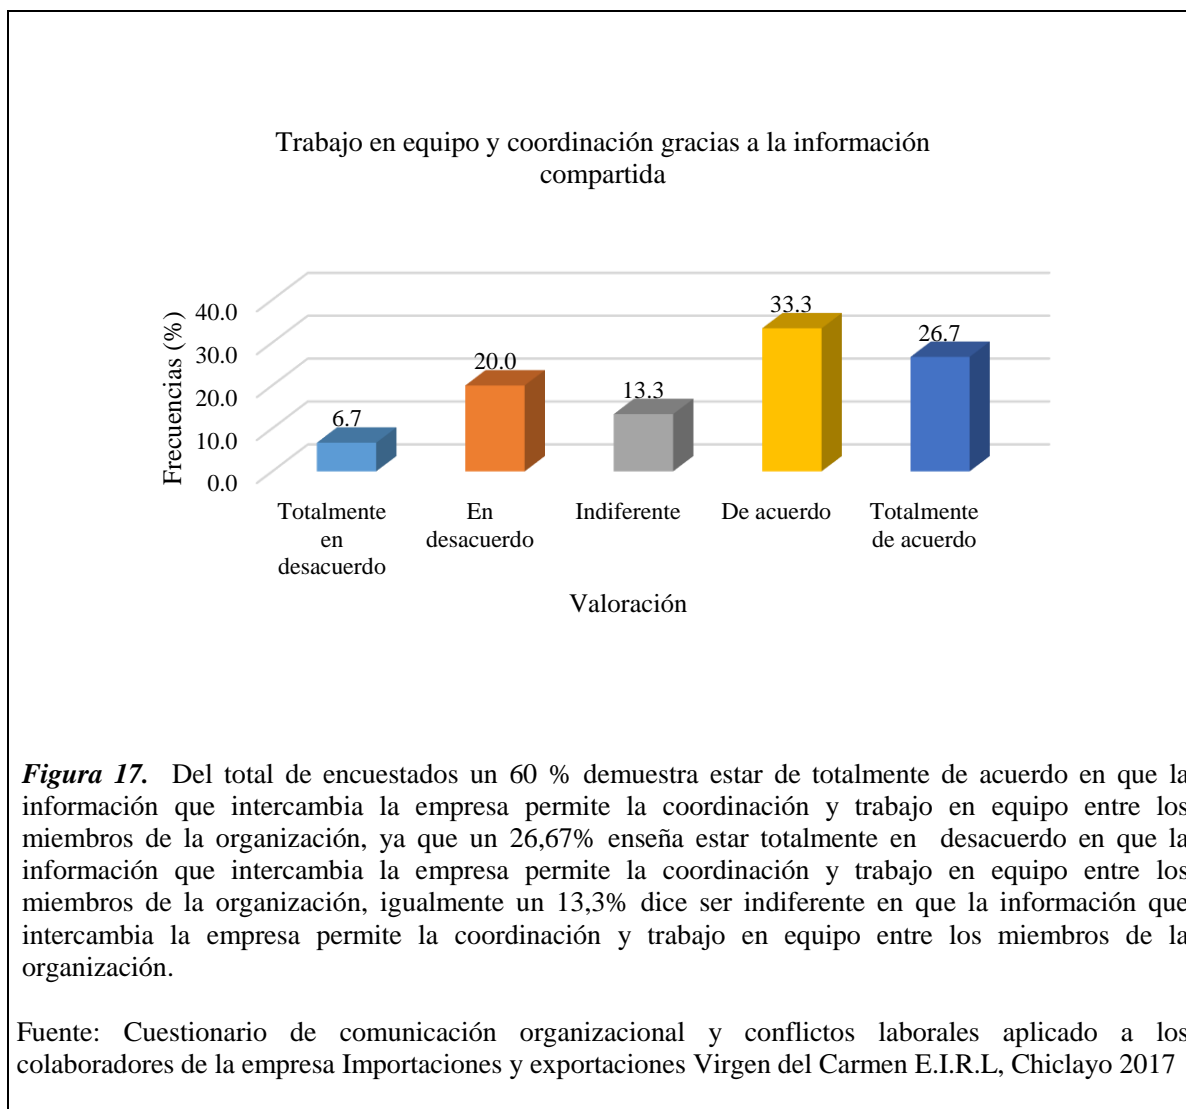 Trabajo en equipo y coordinación gracias a la información
compartida
Frecuencias (%)
40.0
30.0
20.0
10.0
0.0
6.7
20.0
13.3
33.3
26.7
Totalmente
en
desacuerdo
En
desacuerdo
Indiferente
De acuerdo
Totalmente
de acuerdo
Valoración
Figura 17. Del total de encuestados un 60 % demuestra estar de totalmente de acuerdo en que la
información que intercambia la empresa permite la coordinación y trabajo en equipo entre los
miembros de la organización, ya que un 26,67% enseña estar totalmente en desacuerdo en que la
información que intercambia la empresa permite la coordinación y trabajo en equipo entre los
miembros de la organización, igualmente un 13,3% dice ser indiferente en que la información que
intercambia la empresa permite la coordinación y trabajo en equipo entre los miembros de la
organización.
Fuente: Cuestionario de comunicación organizacional y conflictos laborales aplicado a los
colaboradores de la empresa Importaciones y exportaciones Virgen del Carmen E.I.R.L, Chiclayo 2017